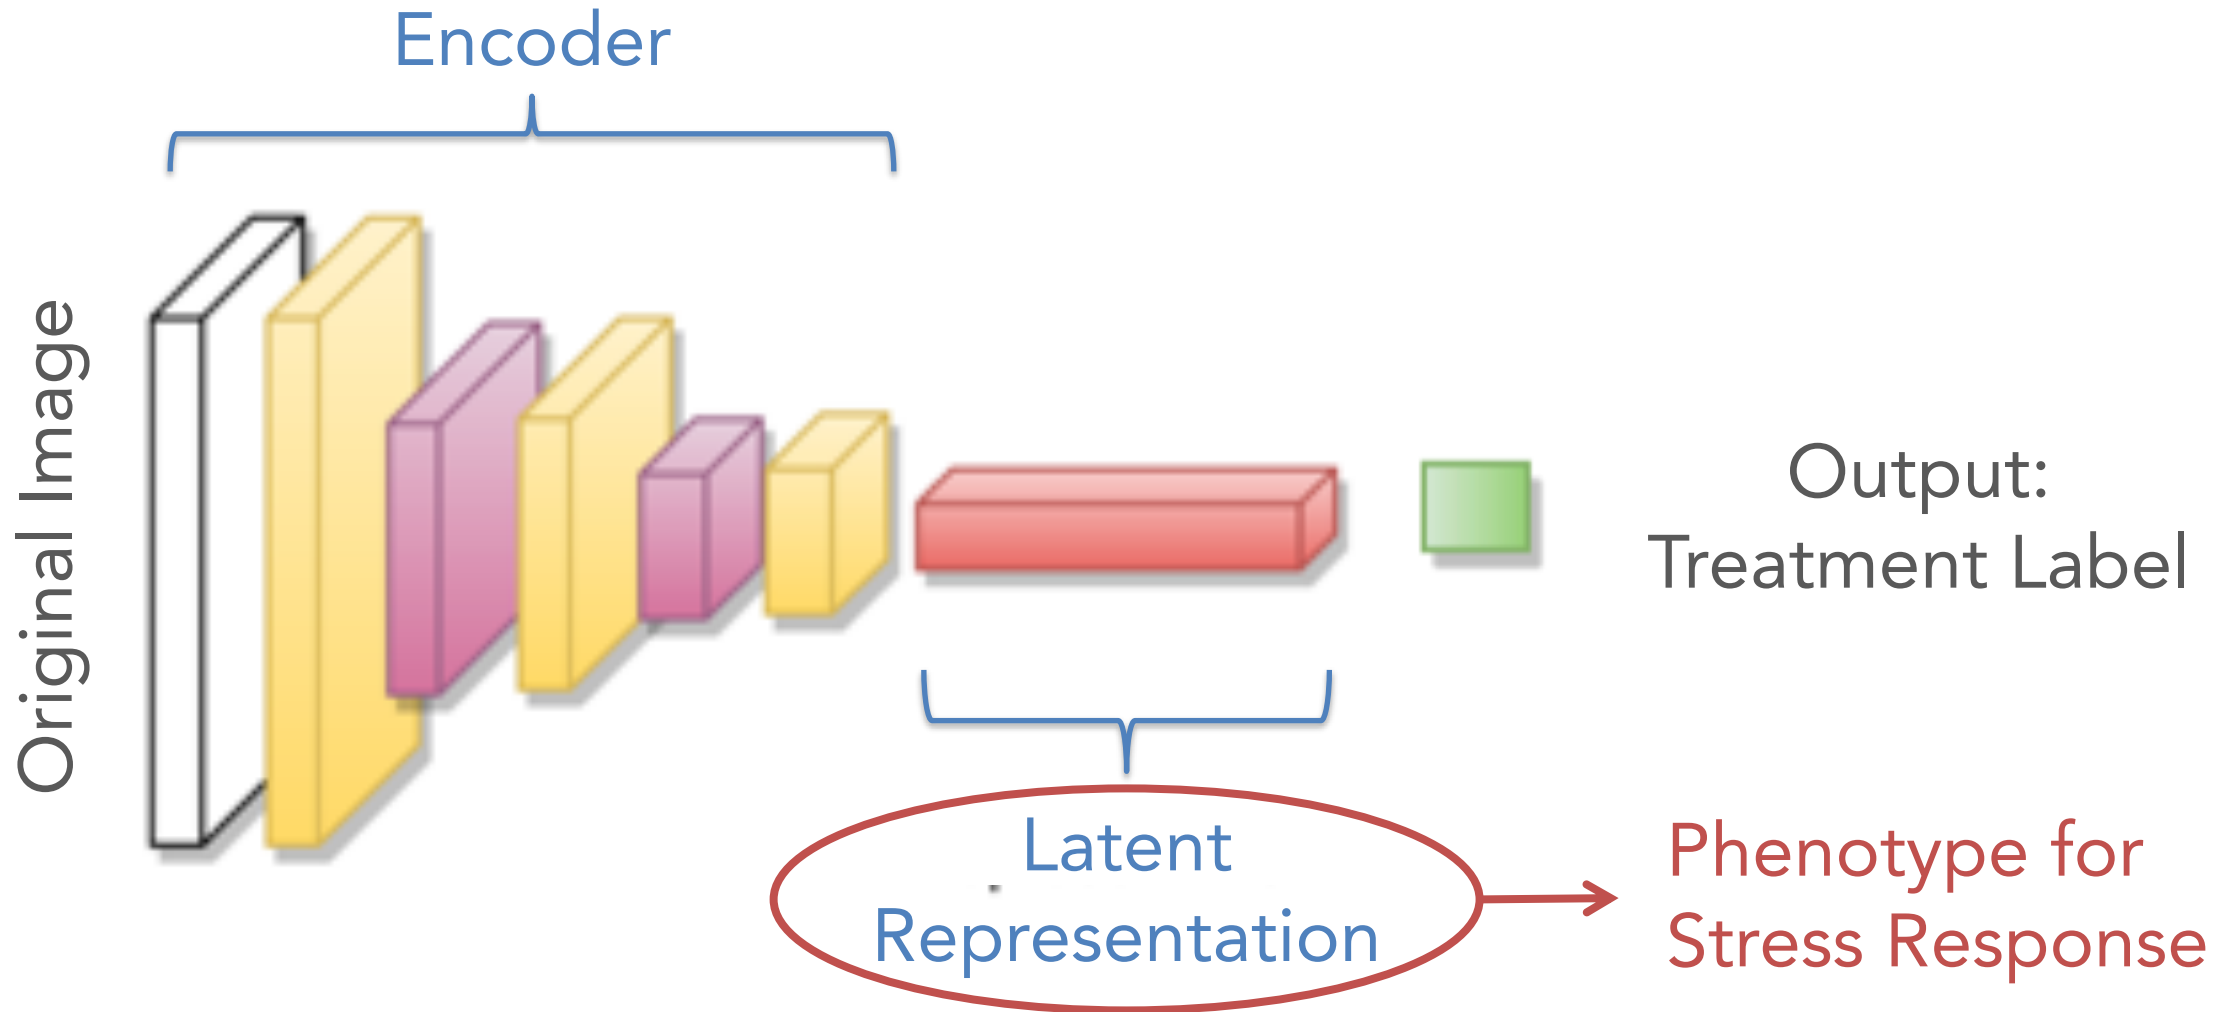 Encoder
Original Image
Output:
Treatment Label
Latent
Representation
Phenotype for
Stress Response